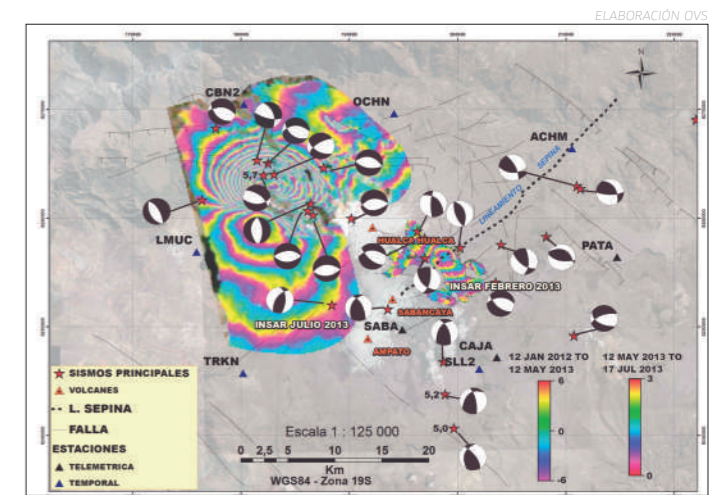 ELABORACIÓN OVS
N
CBN2
OCHN
ACHM
5,7
LINEAMIENTO
SEPINA
HUALCA HUALCA
LMUC
PATA
INSAR FEBRERO 2013
SABANCAYA
INSAR JULIO 2013
SABA
CAJA
AMPATO
TRKN
SLL2
12 JAN 2012 TO
12 MAY 2013
12 MAY 2013 TO
17 JUL 2013
SISMOS PRINCIPALES
VOLCANES
L. SEPINA
FALLA
ESTACIONES
TELEMETRICA
TEMPORAL
6
0
-6
3
0
5,2
5,0
Escala 1 : 125 000
0 2,5 5 10 15 20
Km
WGS84 - Zona 19S